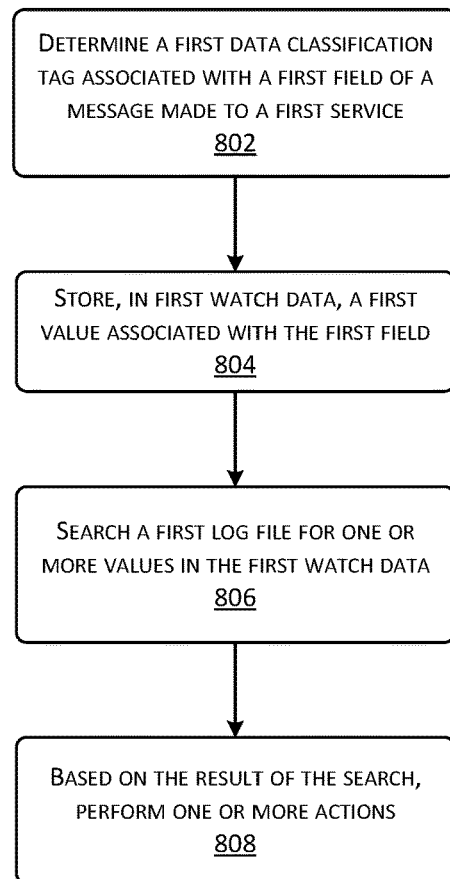 DETERMINE A FIRST DATA CLASSIFICATION
TAG ASSOCIATED WITH A FIRST FIELD OF A
MESSAGE MADE TO A FIRST SERVICE
802
STORE, IN FIRST WATCH DATA, A FIRST
VALUE ASSOCIATED WITH THE FIRST FIELD
804
SEARCH A FIRST LOG FILE FOR ONE OR
MORE VALUES IN THE FIRST WATCH DATA
806
BASED ON THE RESULT OF THE SEARCH,
PERFORM ONE OR MORE ACTIONS
808